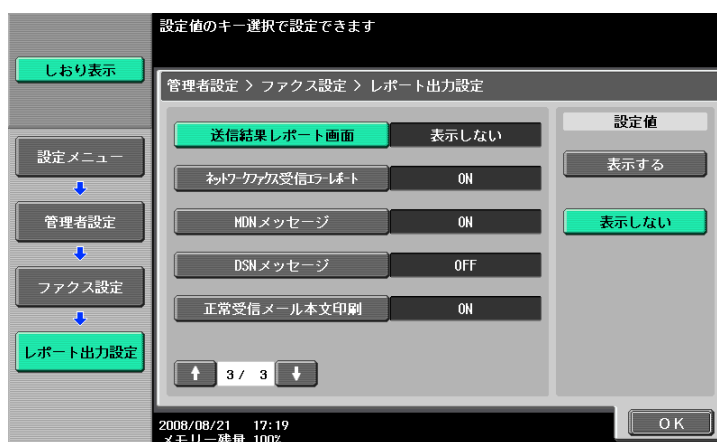 設定値のキー選択で設定できます
しおり表示
管理者設定 > ファクス設定 > レポート出力設定
設定メニュー
管理者設定
ファクス設定
レポート出力設定
送信結果レポート画面 表示しない
ﾈｯﾄﾜｰｸﾌｧｸｽ受信ｴﾗｰﾚﾎﾟｰﾄ ON
MDNメッセージ ON
DSNメッセージ OFF
正常受信メール本文印刷 ON
3/ 3
設定値
表示する
表示しない
2008/08/21 17:19
メモリー残量 100%
OK